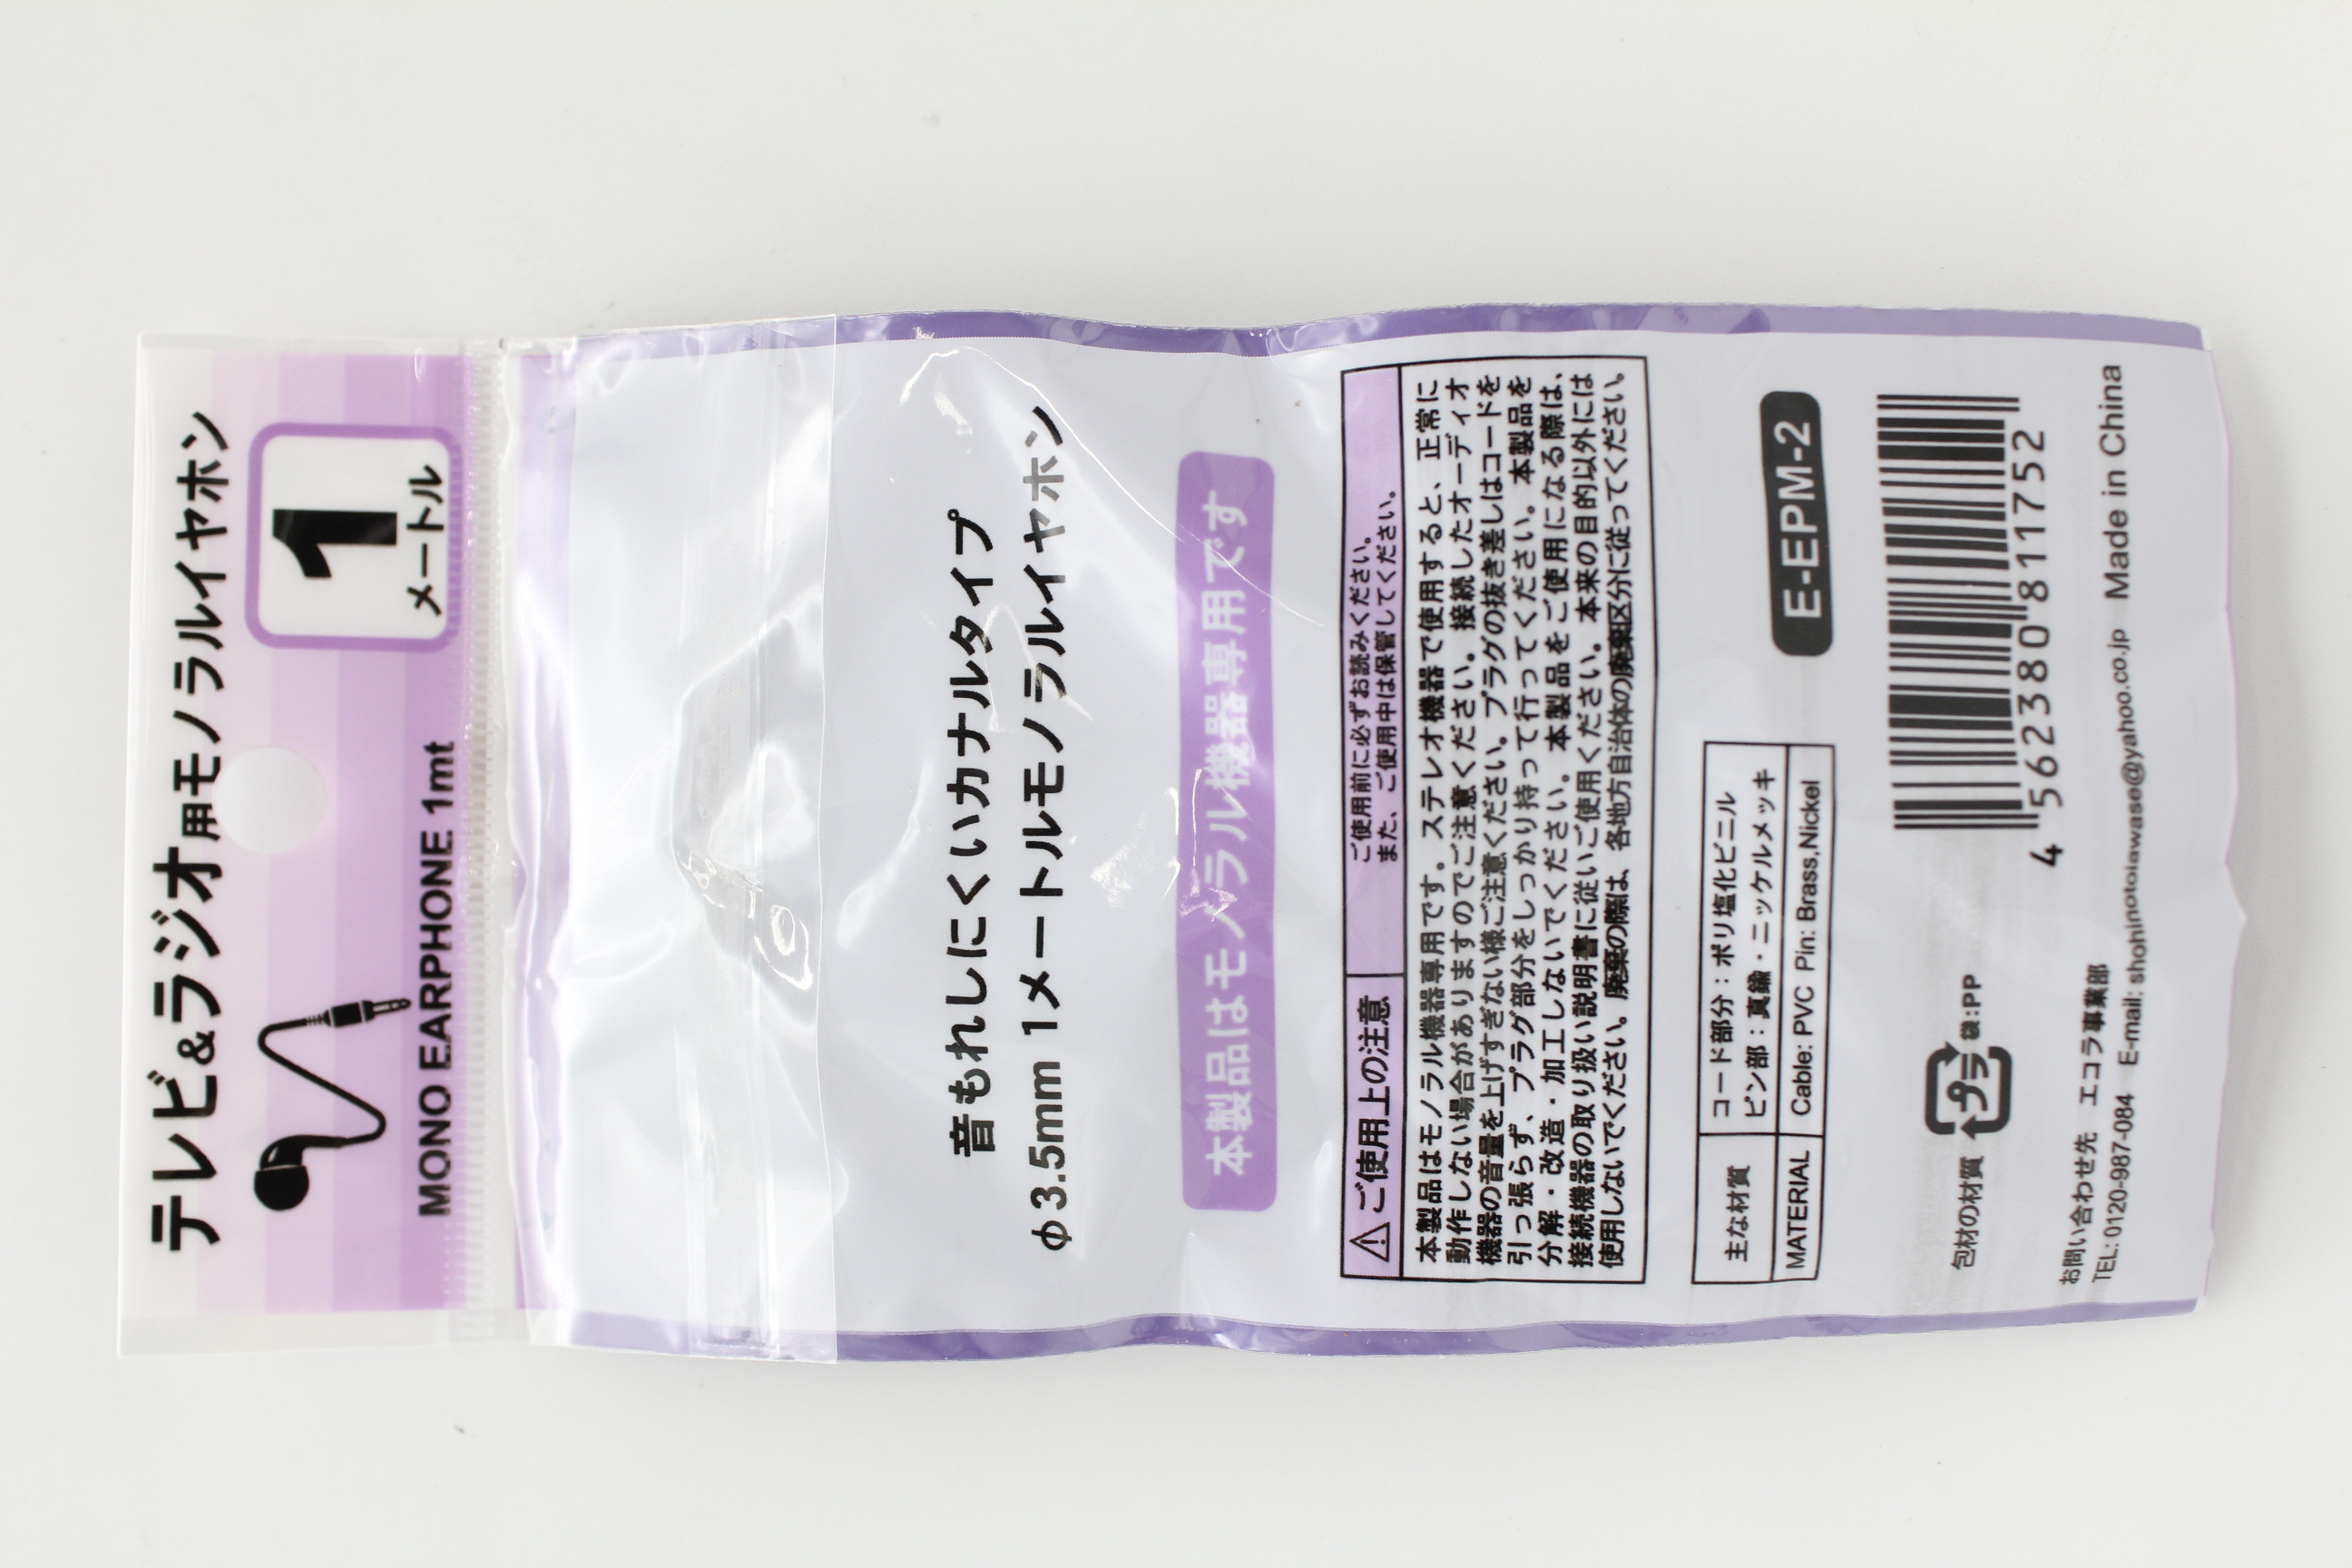 テレビ&ラジオ用モノラルイヤホン
1
メートル
MONO EARPHONE 1mt
音もれしにくいカナルタイプ
φ3.5mm 1メートルモノラルイヤホン
本製品はモノラル機器専用です
⚠ご使用上の注意
ご使用前に必ずお読みください。
また、ご使用中は保管してください。
本製品はモノラル機器専用です。ステレオ機器で使用すると、正常に
動作しない場合がありますのでご注意ください。接続したオーディオ
機器の音量を上げすぎない様ご注意ください。プラグの抜き差しはコードを
引っ張らず、プラグ部分をしっかり持って行ってください。本製品を
分解・改造・加工しないでください。本製品をご使用になる際は、
接続機器の取り扱い説明書に従いご使用ください。本来の目的以外には
使用しないでください。廃棄の際は、各地方自治体の廃棄区分に従ってください。
E-EPM-2
主な材質
コード部分：ポリ塩化ビニル
ピン部：真鍮・ニッケルメッキ
MATERIAL
Cable: PVC Pin: Brass,Nickel
包材の材質
プラ
袋:PP
4 562380 811752
お問い合わせ先 エコラ事業部
TEL: 0120-987-084 E-mail: shohintoiawase@yahoo.co.jp Made in China